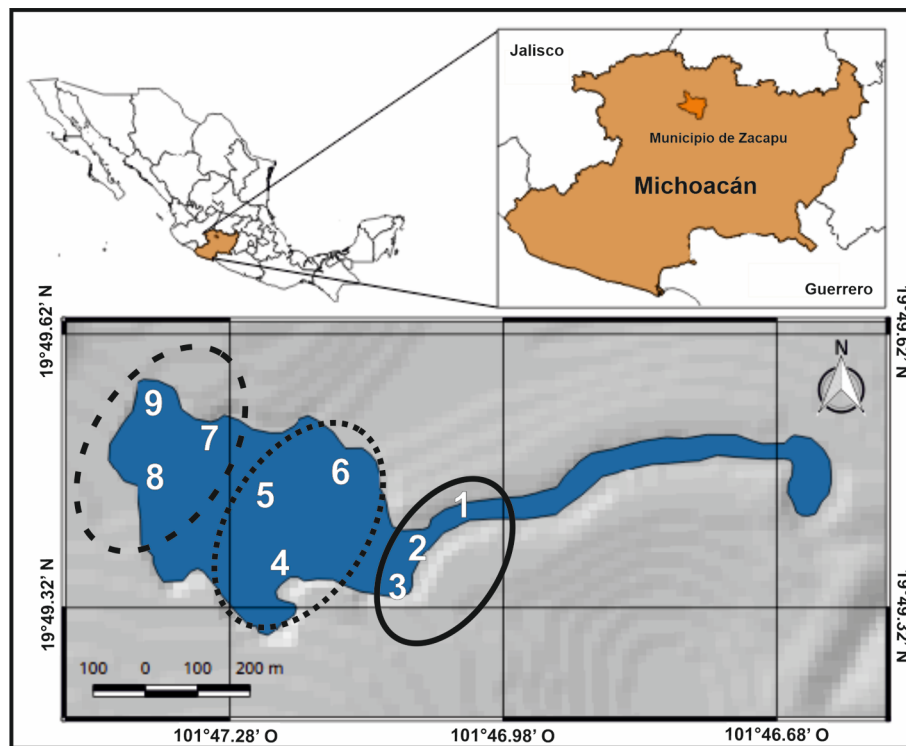 Jalisco
Municipio de Zacapu
Michoacán
Guerrero
19°49.62' N
19°49.62' N
N
9
7
8
5
6
1
4
2
3
19°49.32' N
19°49.32' N
100 0 100 200 m
101°47.28' O
101°46.98' O
101°46.68' O